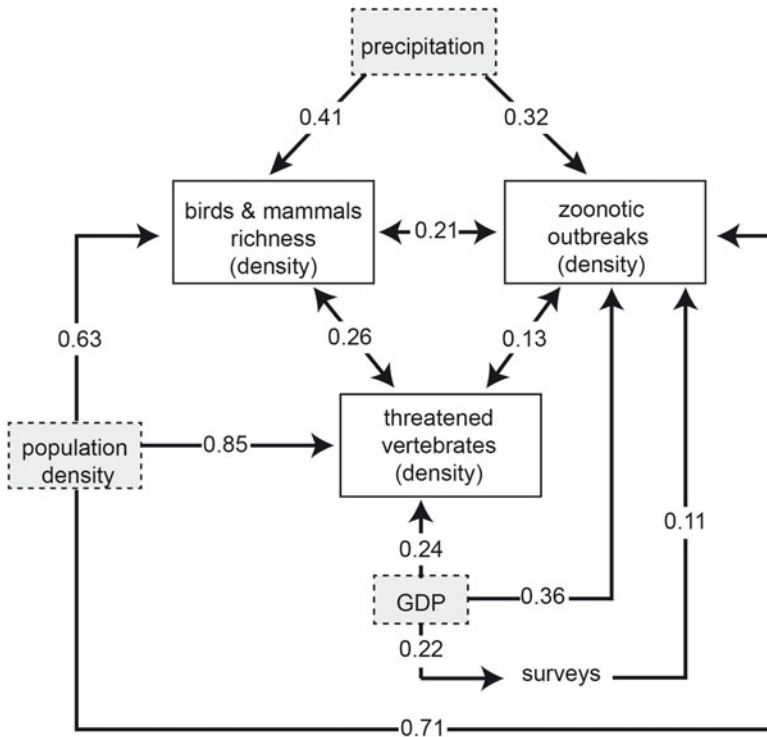 precipitation
0.41
0.32
birds & mammals
richness
(density)
0.21
zoonotic
outbreaks
(density)
0.63
0.26
0.13
population
density
0.85
threatened
vertebrates
(density)
0.11
0.24
GDP
0.36
0.22
surveys
0.71